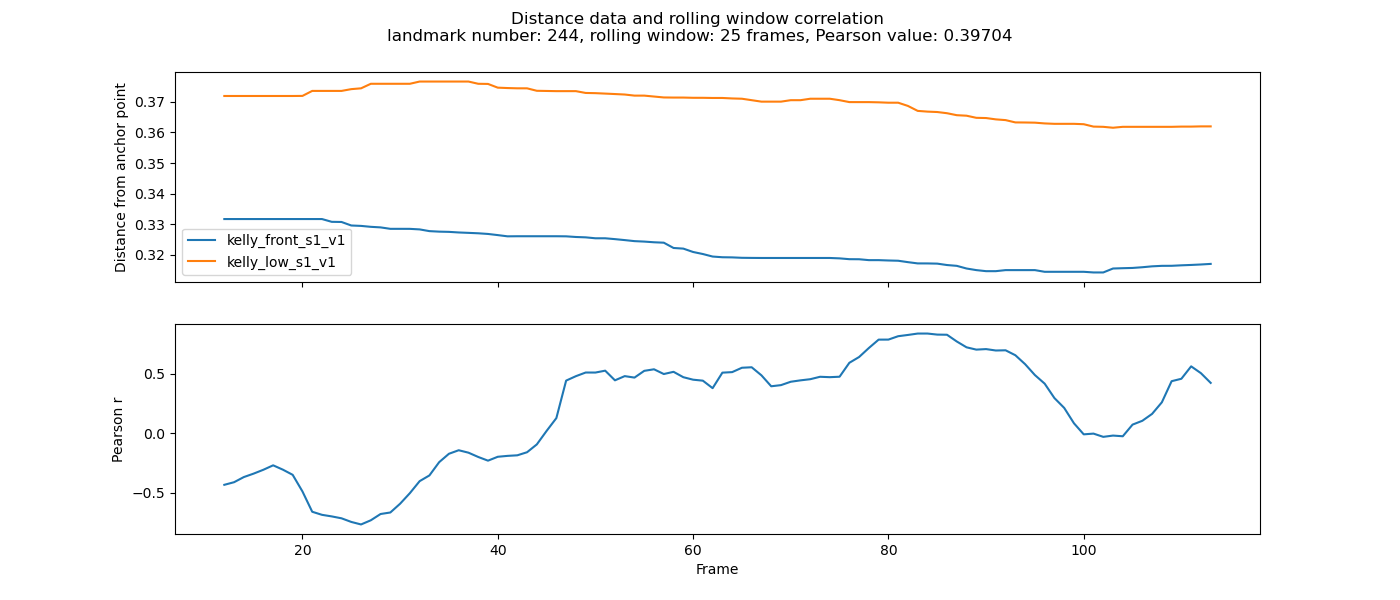 Distance data and rolling window correlation
landmark number: 244, rolling window: 25 frames, Pearson value: 0.39704
Distance from anchor point
0.37
0.36
0.35
0.34
0.33
0.32
kelly_front_s1_v1
kelly_low_s1_v1
Pearson r
0.5
0.0
−0.5
20
40
60
80
100
Frame